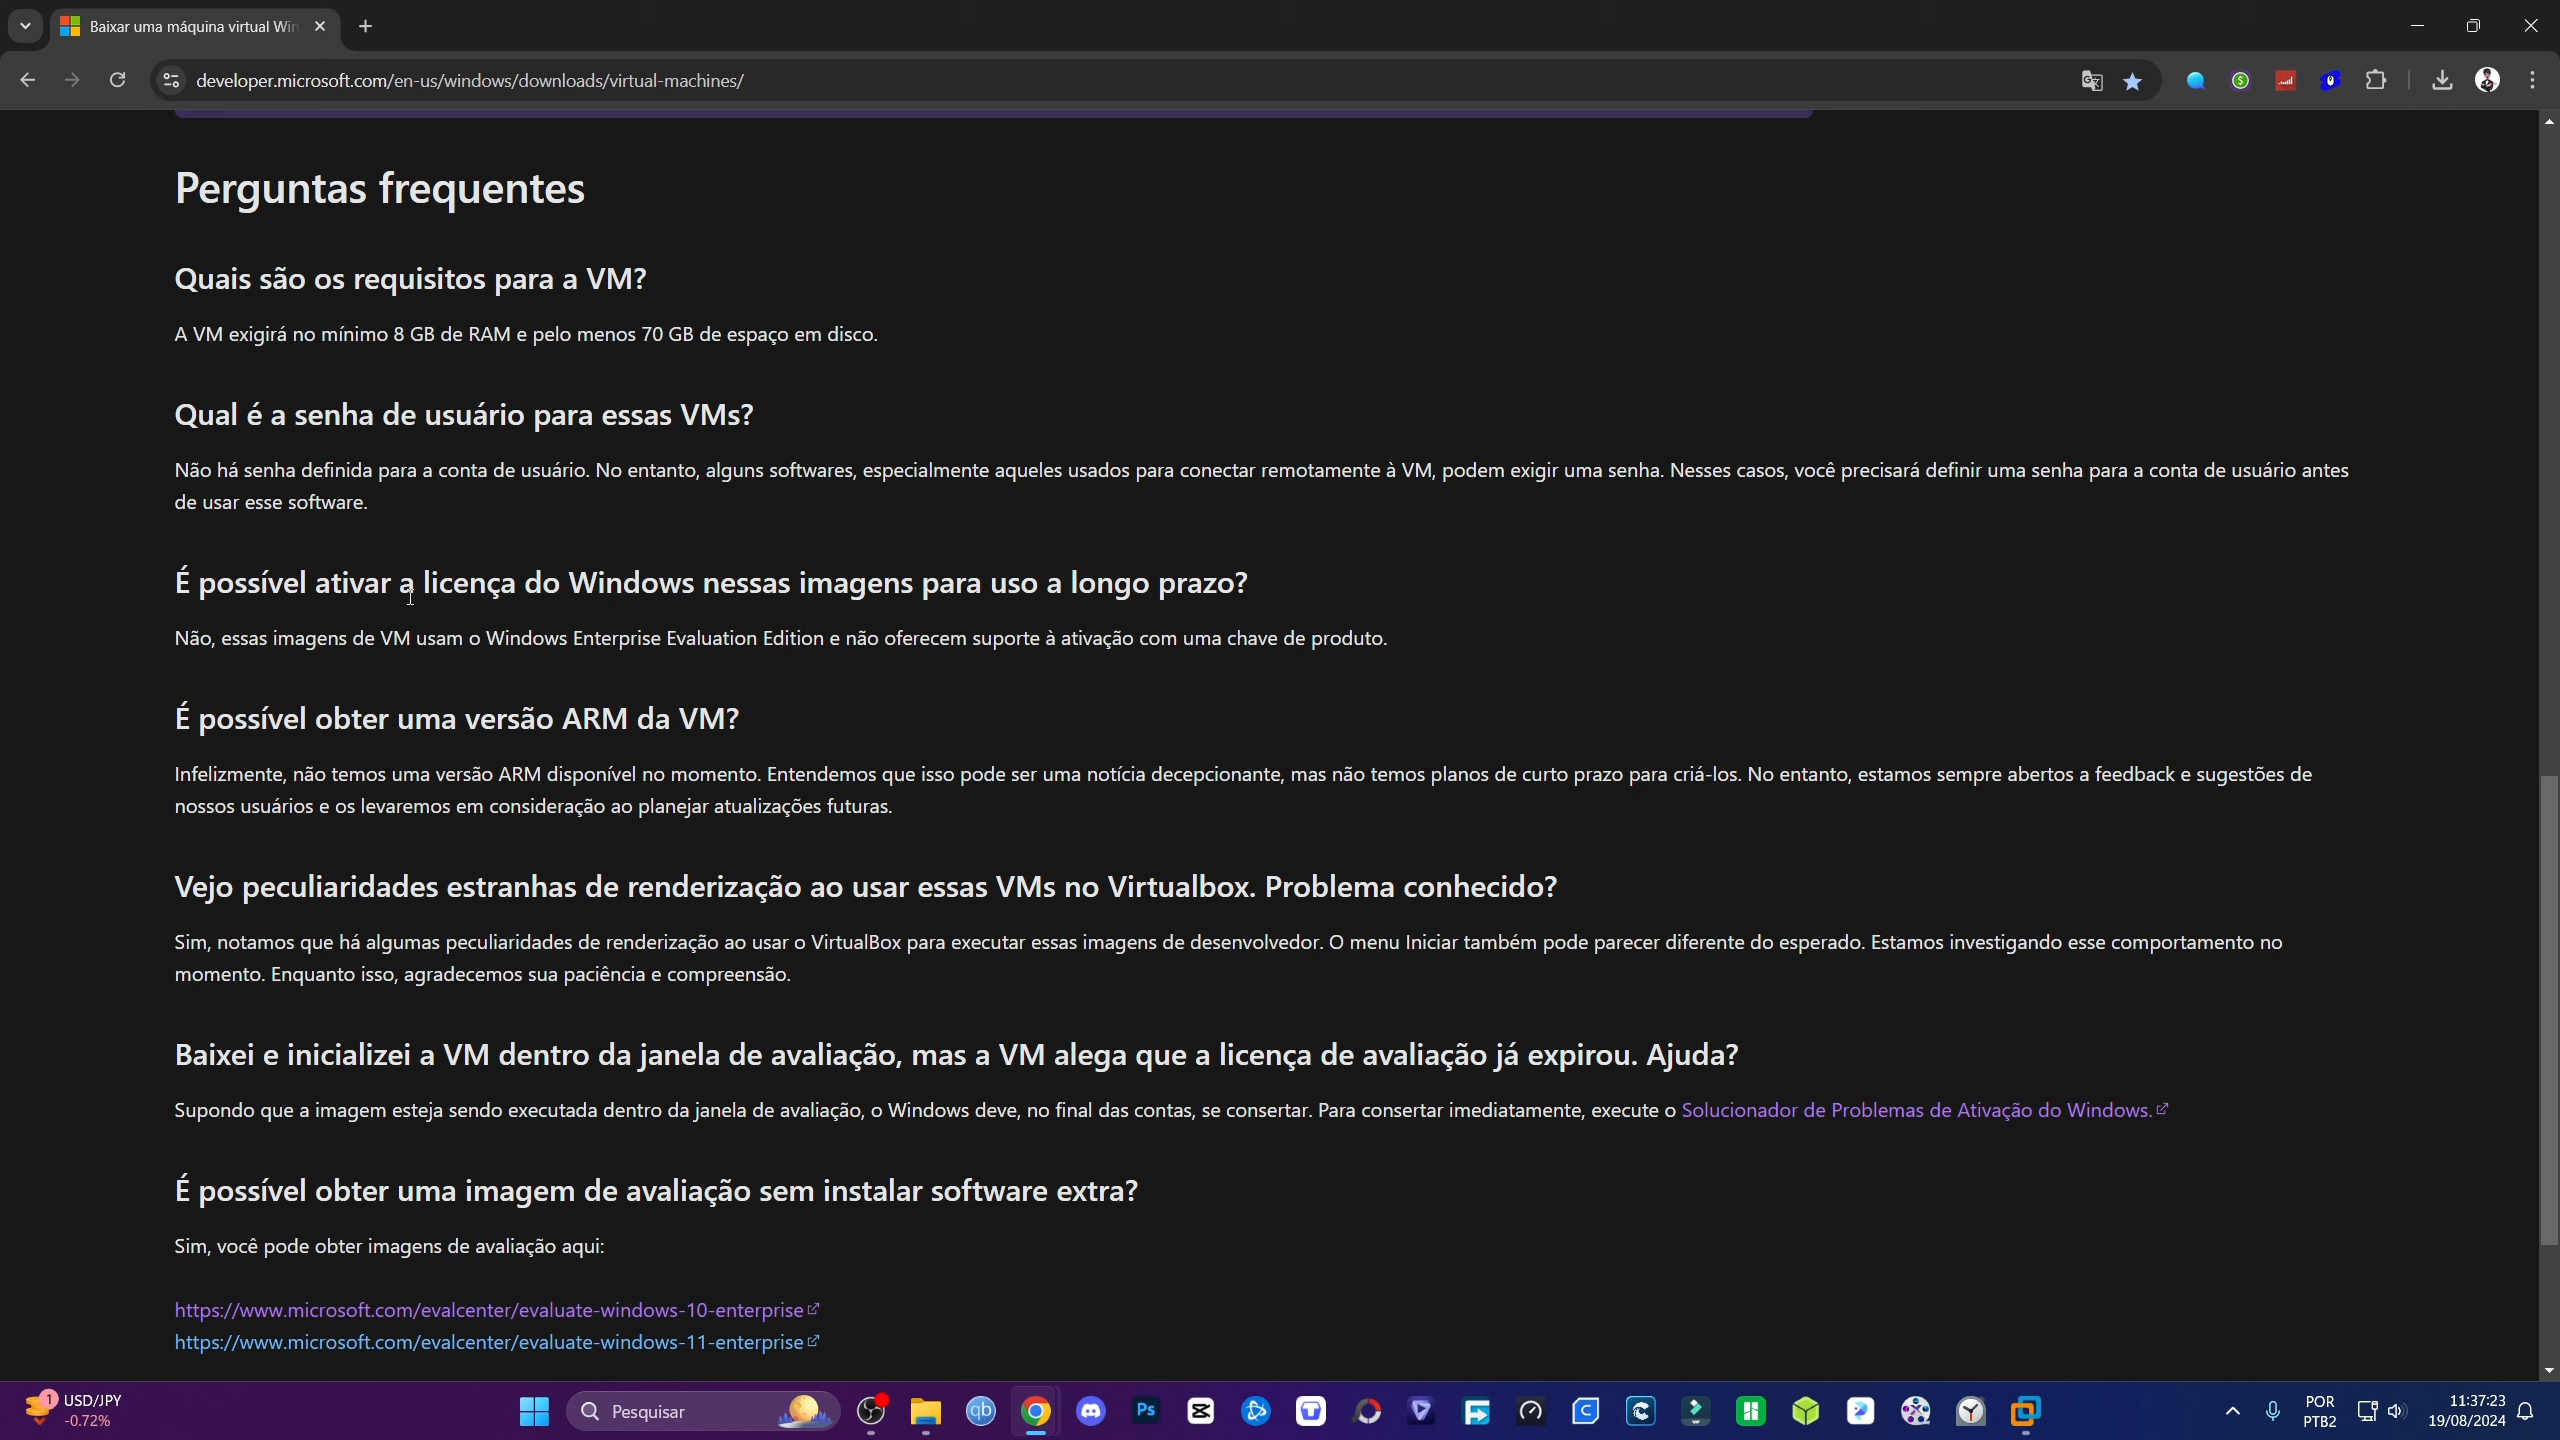 Baixar uma máquina virtual Win
developer.microsoft.com/en-us/windows/downloads/virtual-machines/
Perguntas frequentes
Quais são os requisitos para a VM?
A VM exigirá no mínimo 8 GB de RAM e pelo menos 70 GB de espaço em disco.
Qual é a senha de usuário para essas VMs?
Não há senha definida para a conta de usuário. No entanto, alguns softwares, especialmente aqueles usados para conectar remotamente à VM, podem exigir uma senha. Nesses casos, você precisará definir uma senha para a conta de usuário antes
de usar esse software.
É possível ativar a licença do Windows nessas imagens para uso a longo prazo?
Não, essas imagens de VM usam o Windows Enterprise Evaluation Edition e não oferecem suporte à ativação com uma chave de produto.
É possível obter uma versão ARM da VM?
Infelizmente, não temos uma versão ARM disponível no momento. Entendemos que isso pode ser uma notícia decepcionante, mas não temos planos de curto prazo para criá-los. No entanto, estamos sempre abertos a feedback e sugestões de
nossos usuários e os levaremos em consideração ao planejar atualizações futuras.
Vejo peculiaridades estranhas de renderização ao usar essas VMs no Virtualbox. Problema conhecido?
Sim, notamos que há algumas peculiaridades de renderização ao usar o VirtualBox para executar essas imagens de desenvolvedor. O menu Iniciar também pode parecer diferente do esperado. Estamos investigando esse comportamento no
momento. Enquanto isso, agradecemos sua paciência e compreensão.
Baixei e inicializei a VM dentro da janela de avaliação, mas a VM alega que a licença de avaliação já expirou. Ajuda?
Supondo que a imagem esteja sendo executada dentro da janela de avaliação, o Windows deve, no final das contas, se consertar. Para consertar imediatamente, execute o Solucionador de Problemas de Ativação do Windows.
É possível obter uma imagem de avaliação sem instalar software extra?
Sim, você pode obter imagens de avaliação aqui:
https://www.microsoft.com/evalcenter/evaluate-windows-10-enterprise
https://www.microsoft.com/evalcenter/evaluate-windows-11-enterprise
1
USD/JPY
-0.72%
Pesquisar
qb
Ps
POR
PTB2
11:37:23
19/08/2024